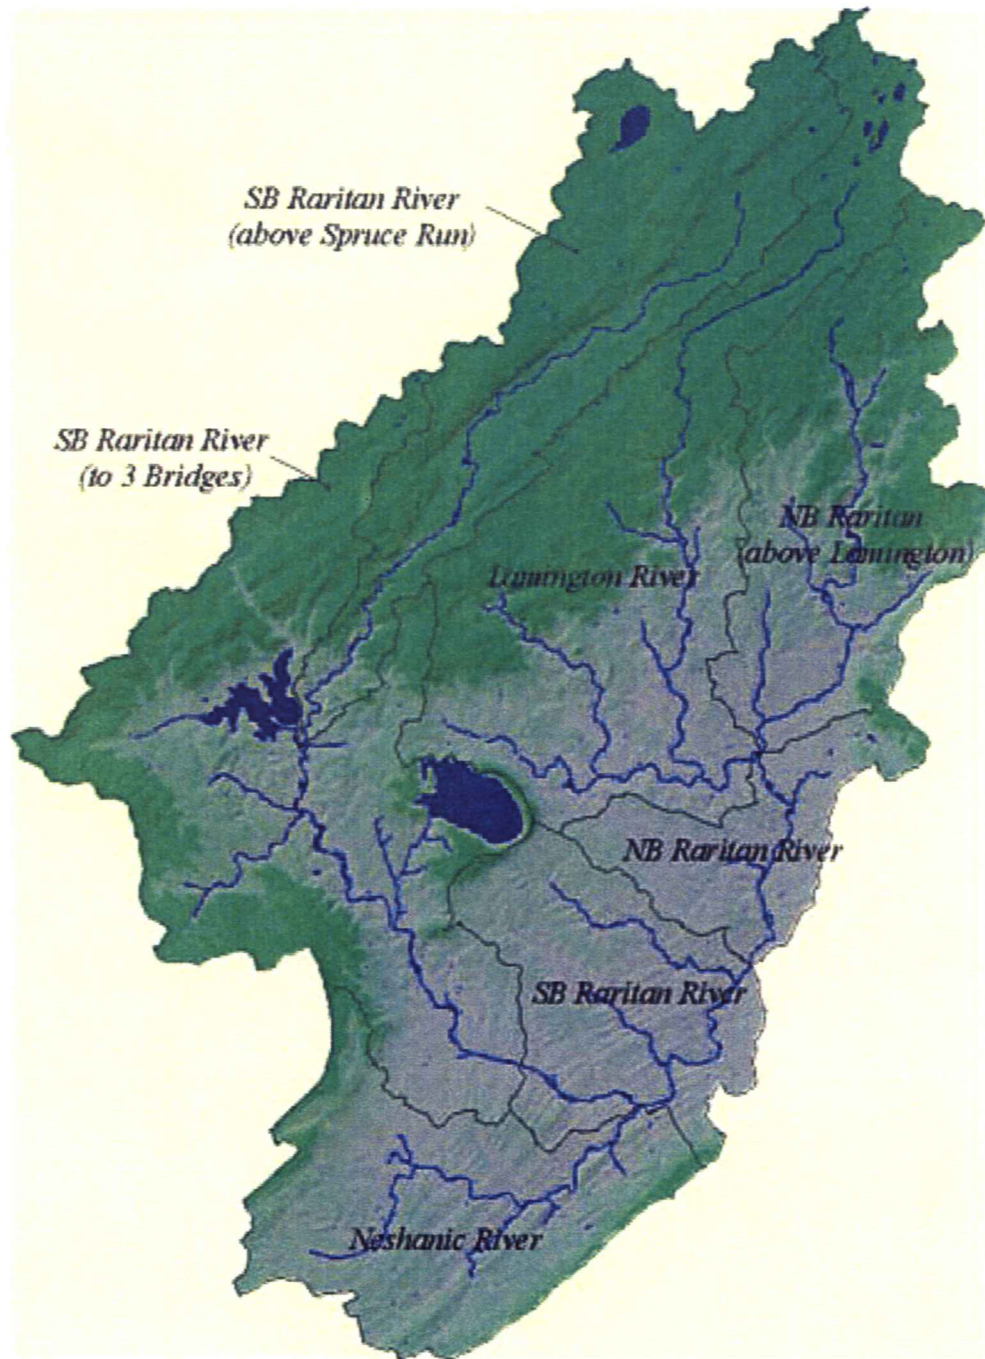 SB Raritan River
(above Spruce Run)
SB Raritan River
(to 3 Bridges)
NB Raritan
(above Lamington)
Lamington River
NB Raritan River
SB Raritan River
Neshanic River